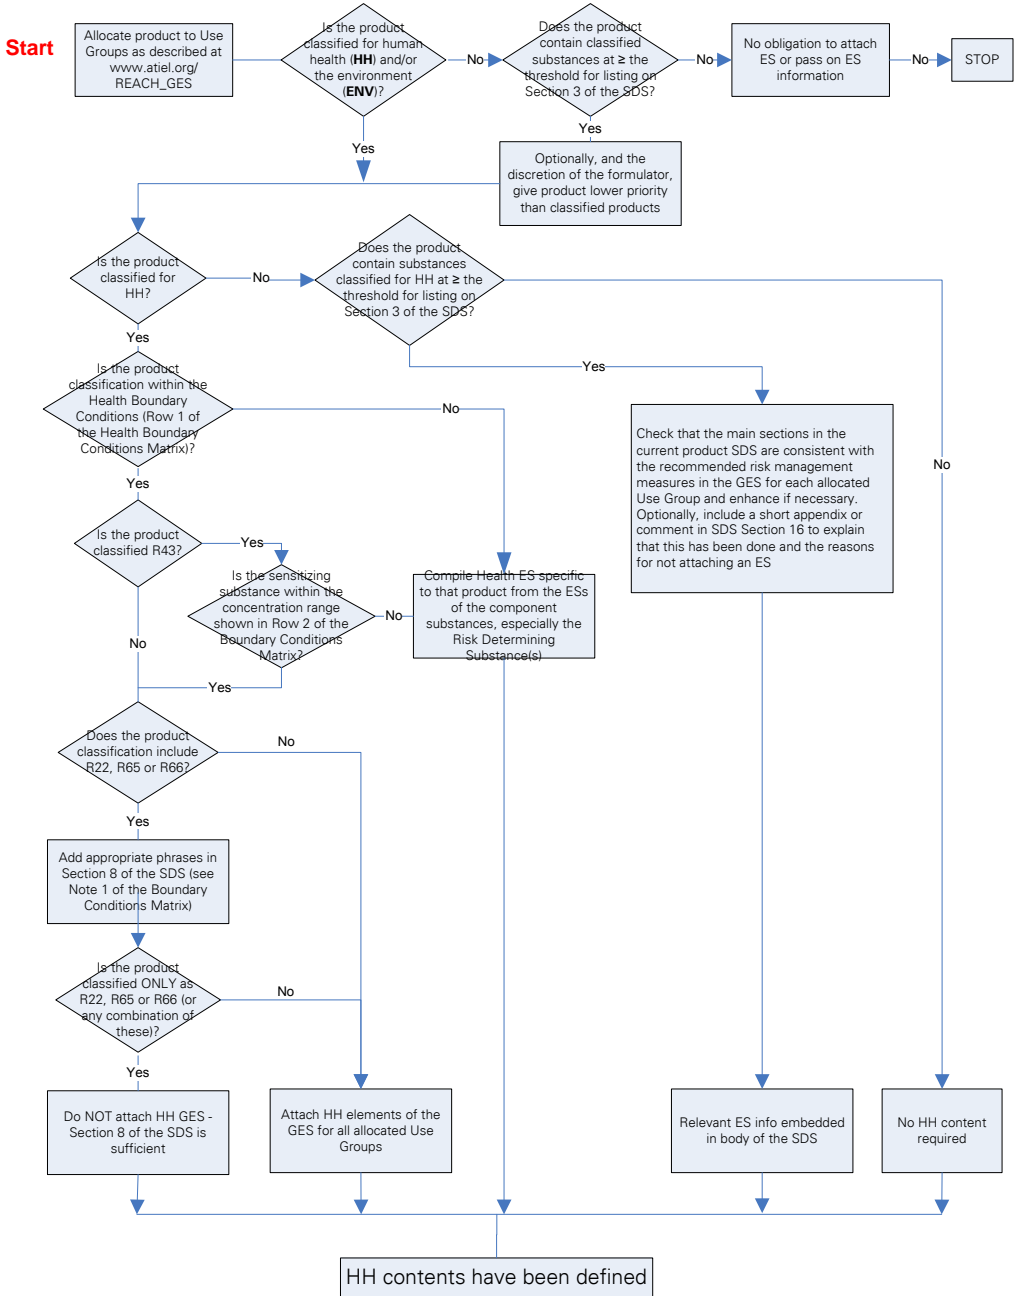 Start
Allocate product to Use
Groups as described at
www.atiel.org/
REACH_GES
Is the product
classified for human
health (HH) and/or
the environment
(ENV)?
No
Does the product
contain classified
substances at ≥ the
threshold for listing on
Section 3 of the SDS?
No
No obligation to attach
ES or pass on ES
information
No
STOP
Yes
Yes
Optionally, and the
discretion of the formulator,
give product lower priority
than classified products
Is the product
classified for
HH?
No
Does the product
contain substances
classified for HH at ≥ the
threshold for listing on
Section 3 of the SDS?
Yes
Yes
No
Is the product
classification within the
Health Boundary
Conditions (Row 1 of
the Health Boundary
Conditions Matrix)?
No
Check that the main sections in the
current product SDS are consistent with
the recommended risk management
measures in the GES for each allocated
Use Group and enhance if necessary.
Optionally, include a short appendix or
comment in SDS Section 16 to explain
that this has been done and the reasons
for not attaching an ES
Yes
Is the product
classified R43?
Yes
Is the sensitizing
substance within the
concentration range
shown in Row 2 of the
Boundary Conditions
Matrix?
No
Compile Health ES specific
to that product from the ESs
of the component
substances, especially the
Risk Determining
Substance(s)
No
Yes
Does the product
classification include
R22, R65 or R66?
No
Yes
Add appropriate phrases in
Section 8 of the SDS (see
Note 1 of the Boundary
Conditions Matrix)
Is the product
classified ONLY as
R22, R65 or R66 (or
any combination of
these)?
No
Yes
Do NOT attach HH GES -
Section 8 of the SDS is
sufficient
Attach HH elements of the
GES for all allocated Use
Groups
Relevant ES info embedded
in body of the SDS
No HH content
required
HH contents have been defined